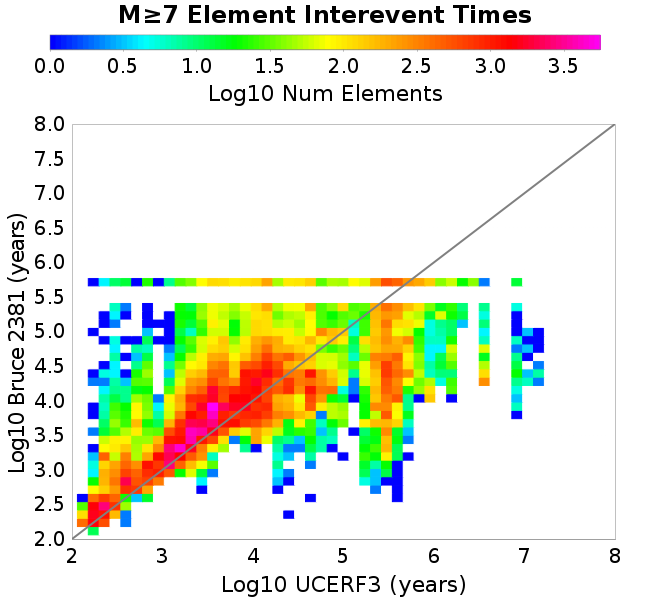 M≥7 Element Interevent Times
0.0 0.5 1.0 1.5 2.0 2.5 3.0 3.5
Log10 Num Elements
Log10 Bruce 2381 (years)
8.0
7.5
7.0
6.5
6.0
5.5
5.0
4.5
4.0
3.5
3.0
2.5
2.0
2 3 4 5 6 7 8
Log10 UCERF3 (years)